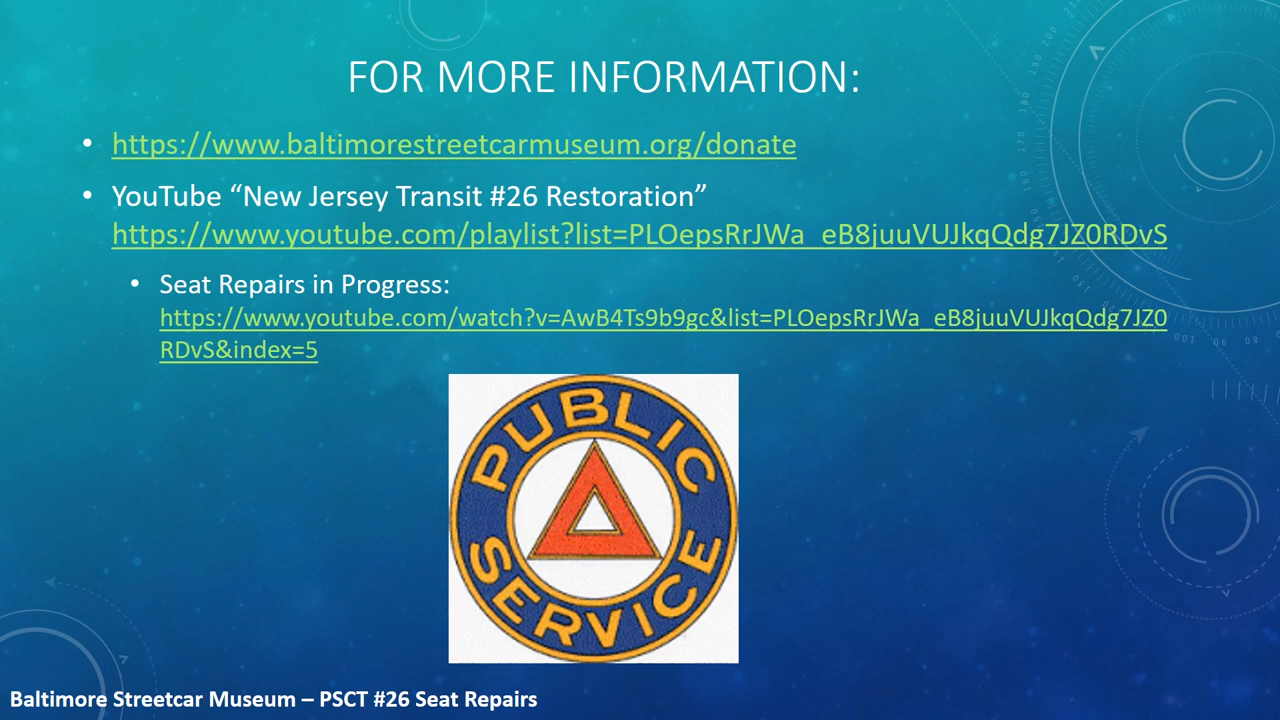 FOR MORE INFORMATION:
• https://www.baltimorestreetcarmuseum.org/donate
• YouTube “New Jersey Transit #26 Restoration”
https://www.youtube.com/playlist?list=PLOepsRrJWa_eB8juuVUJkqQdg7JZ0RDvS
• Seat Repairs in Progress:
https://www.youtube.com/watch?v=AwB4Ts9b9gc&list=PLOepsRrJWa_eB8juuVUJkqQdg7JZ0
RDvS&index=5
PUBLIC
SERVICE
Baltimore Streetcar Museum – PSCT #26 Seat Repairs